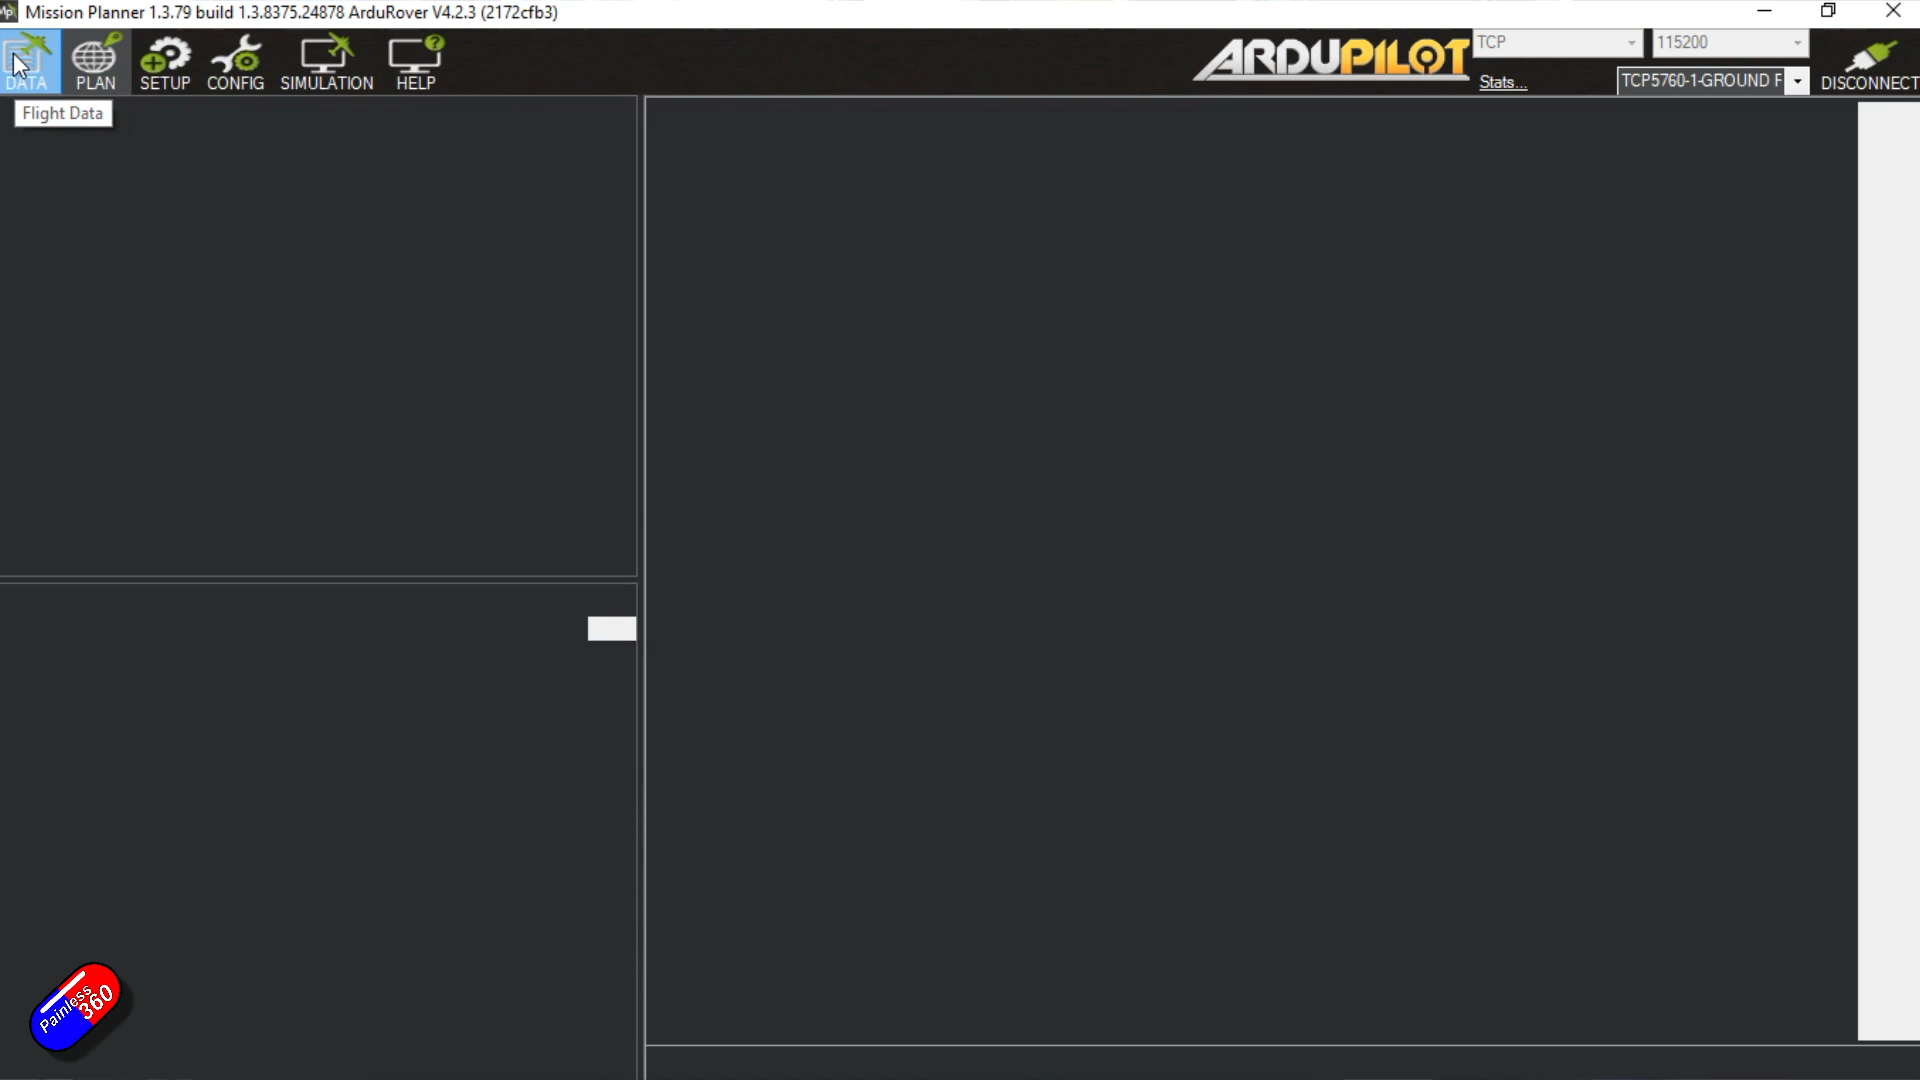 Mission Planner 1.3.79 build 1.3.8375.24878 ArduRover V4.2.3 (2172cfb3)
DATA PLAN SETUP CONFIG SIMULATION HELP
ARDUPILOT
TCP 115200
Stats... TCP5760-1-GROUND F DISCONNECT
Flight Data
Painless
360